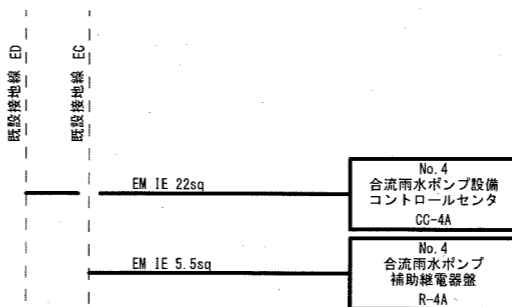 既設接地線 ED
既設接地線 EC
EM IE 22sq
No.4
合流雨水ポンプ設備
コントロールセンタ
CC-4A
EM IE 5.5sq
No.4
合流雨水ポンプ
補助継電器盤
R-4A